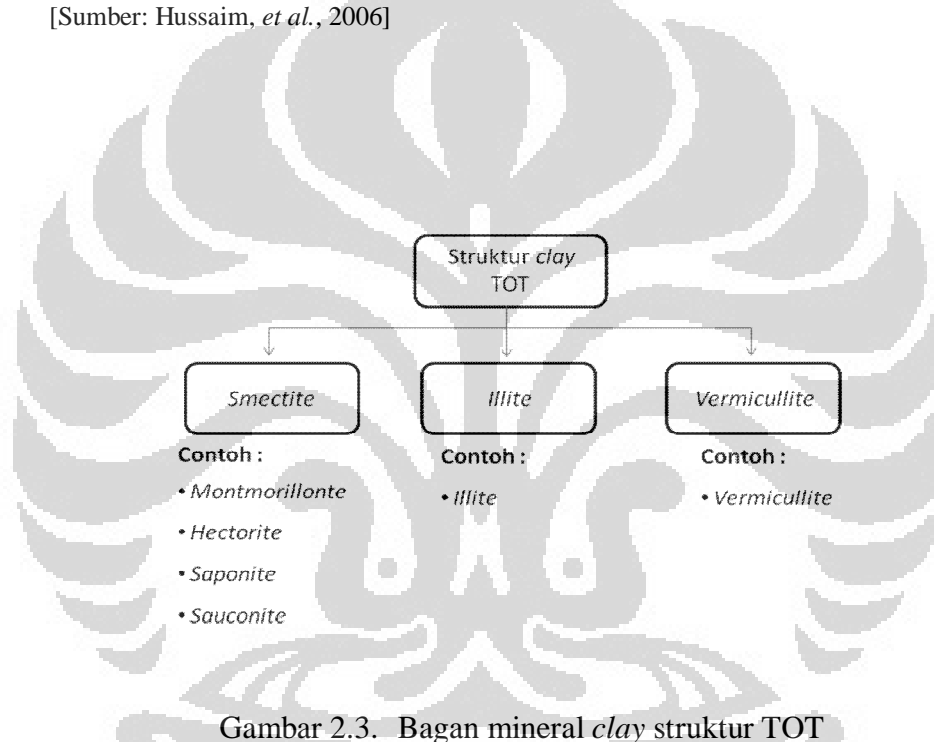 [Sumber: Hussaim, et al., 2006]
Struktur clay
TOT
Smectite
Illite
Vermicullite
Contoh :
• Montmorillonte
• Hectorite
• Saponite
• Sauconite
Contoh :
• Illite
Contoh :
• Vermicullite
Gambar 2.3. Bagan mineral clay struktur TOT